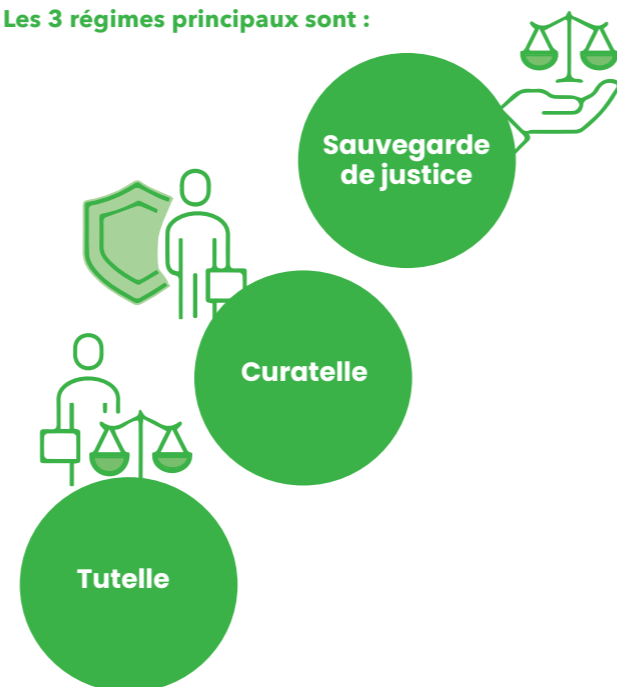 Les 3 régimes principaux sont :
Sauvegarde
de justice
Curatelle
Tutelle